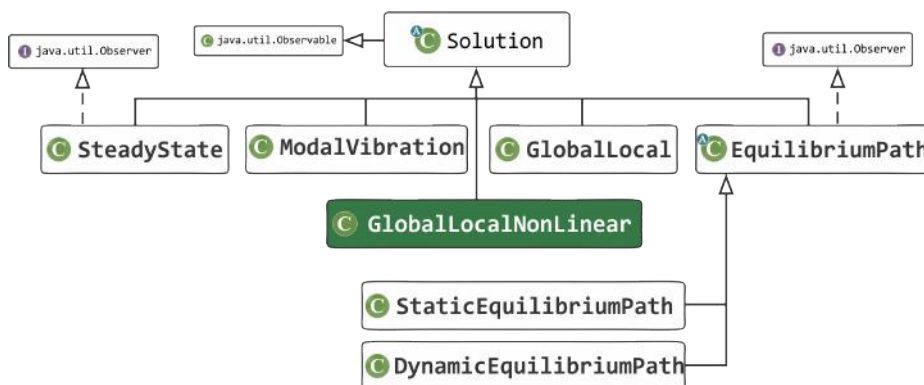 java.util.Observer
java.util.Observable
Solution
java.util.Observer
SteadyState
ModalVibration
GlobalLocal
EquilibriumPath
GlobalLocalNonLinear
StaticEquilibriumPath
DynamicEquilibriumPath